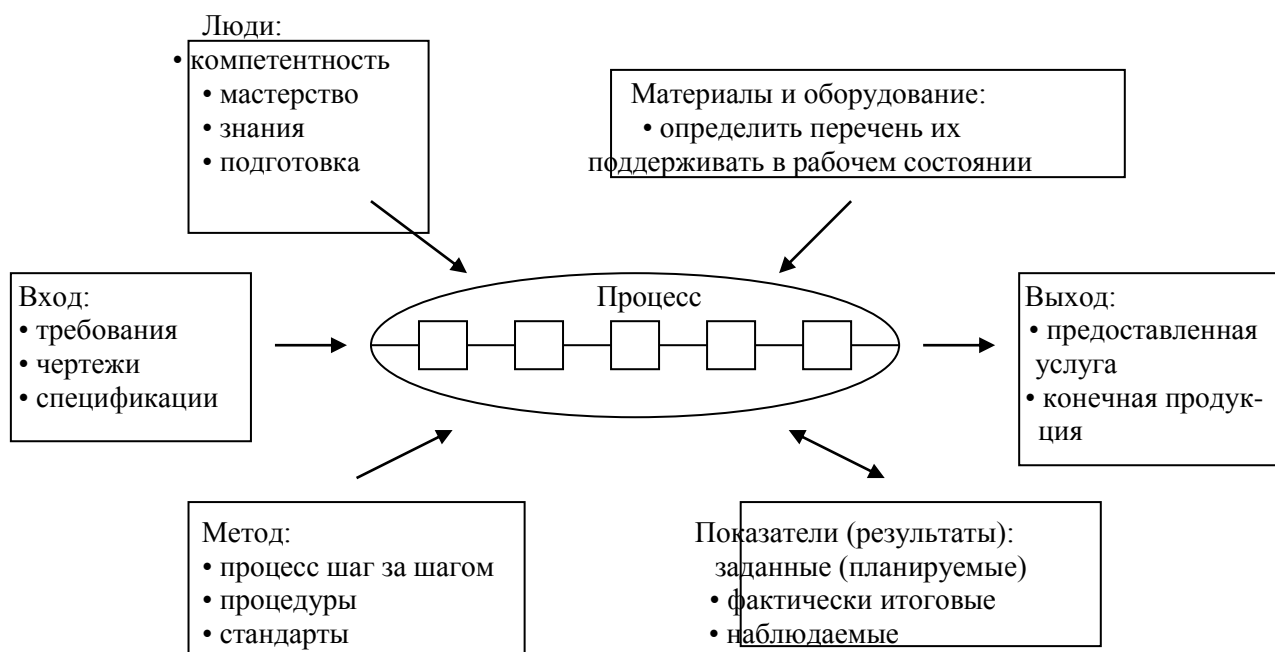 Люди:
• компетентность
• мастерство
• знания
• подготовка
Материалы и оборудование:
• определить перечень их
поддерживать в рабочем состоянии
Вход:
• требования
• чертежи
• спецификации
Процесс
Выход:
• предоставленная
услуга
• конечная продук-
ция
Метод:
• процесс шаг за шагом
• процедуры
• стандарты
Показатели (результаты):
заданные (планируемые)
• фактически итоговые
• наблюдаемые